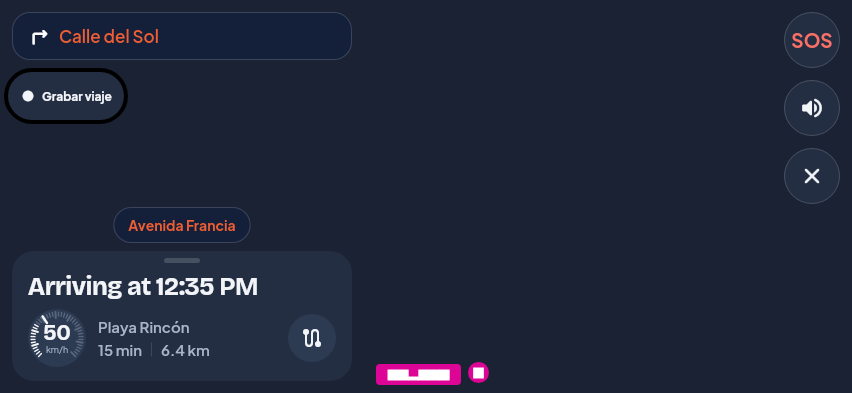 Calle del Sol
SOS
Grabar viaje
Avenida Francia
Arriving at 12:35 PM
50
km/h
Playa Rincón
15 min
6.4 km